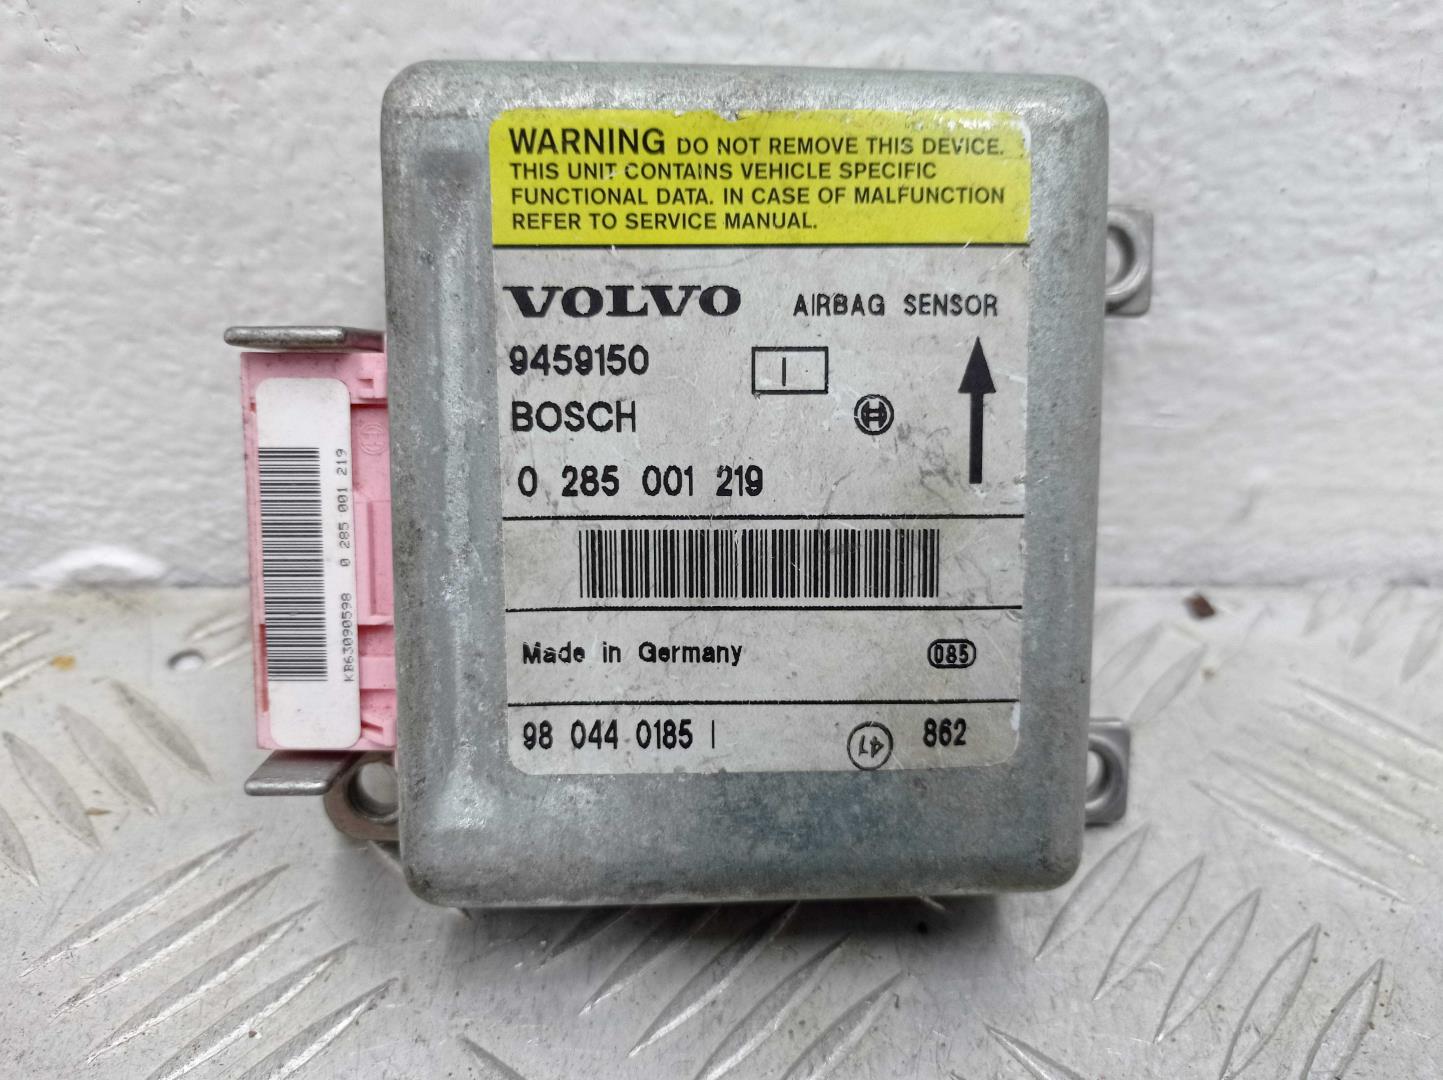 WARNING DO NOT REMOVE THIS DEVICE.
THIS UNIT CONTAINS VEHICLE SPECIFIC
FUNCTIONAL DATA. IN CASE OF MALFUNCTION
REFER TO SERVICE MANUAL.
VOLVO AIRBAG SENSOR
9459150 1
BOSCH
0 285 001 219
Made in Germany 085
98 044 0185 1 41 862
KB63090598 0 285 001 219